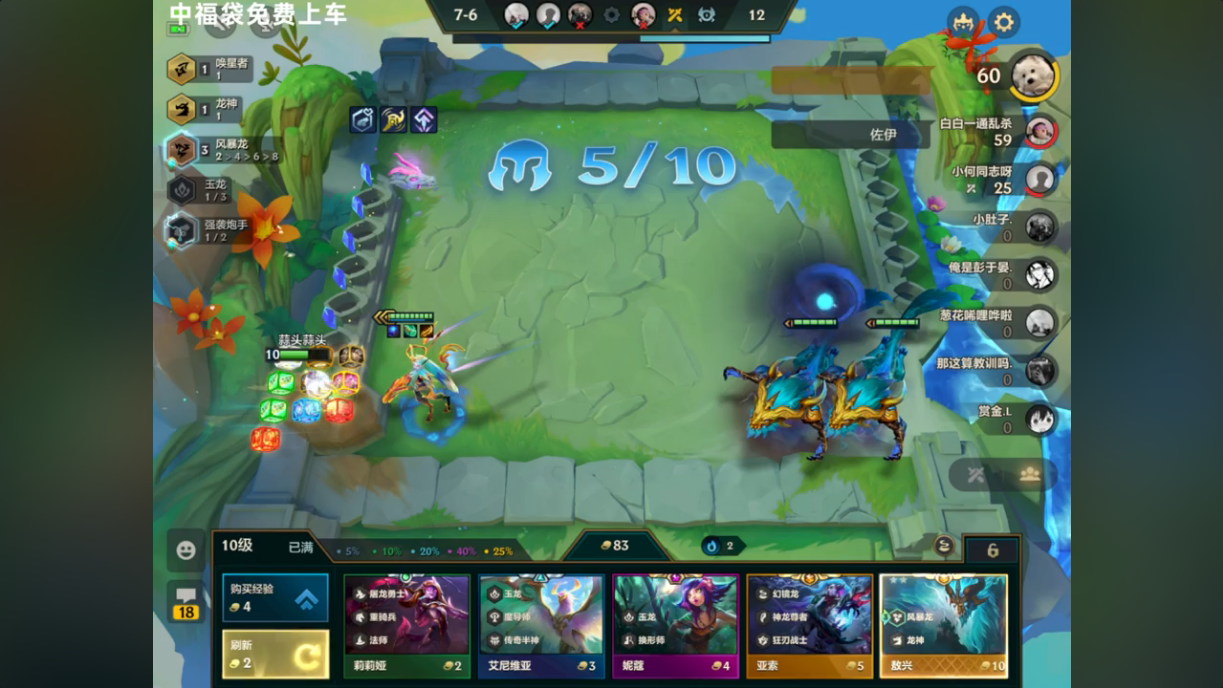 中福袋免费上车
7-6
12
唤星者
1
1
龙神
1
1
风暴龙
3
2 > 4 > 6 > 8
玉龙
1 / 3
强袭炮手
1 / 2
5/10
60
佐伊
白白一通乱杀
59
小何同志呀
25
小肚子.
0
俺是彭于晏.
0
葱花唏哩哗啦
0
那这算教训吗.
0
赏金.L
0
蒜头蒜头
10
10级
已满
5%
10%
20%
40%
25%
83
2
6
购买经验
4
刷新
2
18
屠龙勇士
重骑兵
法师
莉莉娅
2
玉龙
魔导师
传奇半神
艾尼维亚
3
玉龙
换形师
妮蔻
4
幻镜龙
神龙尊者
狂刃战士
亚索
5
风暴龙
龙神
敖兴
10